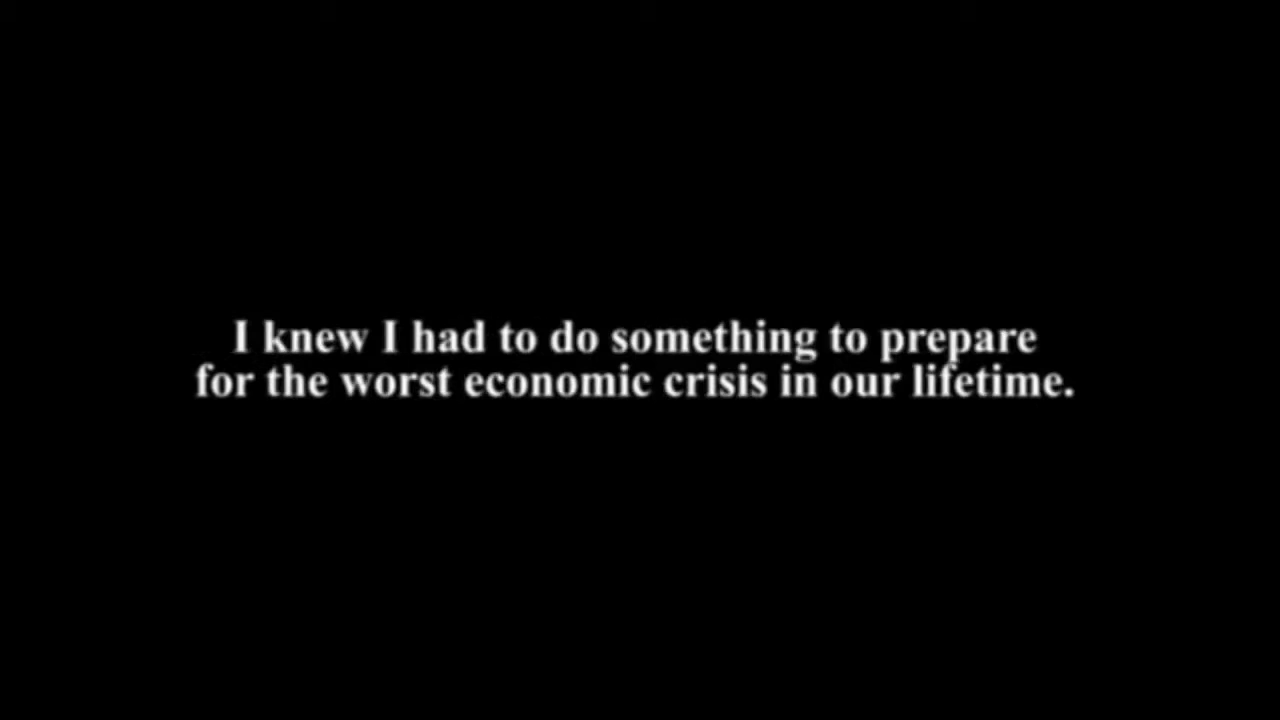 I knew I had to do something to prepare
for the worst economic crisis in our lifetime.